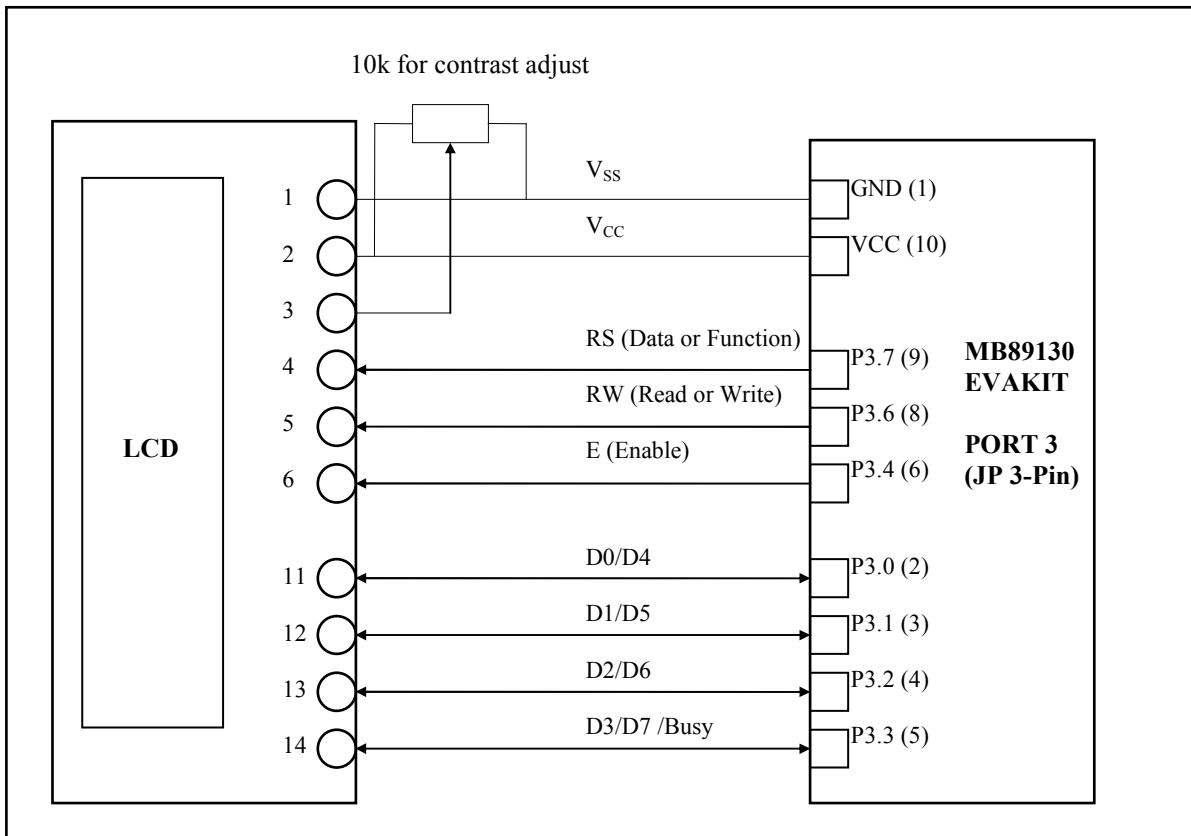 10k for contrast adjust
LCD
1
2
3
4
5
6
11
12
13
14
VSS
VCC
RS (Data or Function)
RW (Read or Write)
E (Enable)
D0/D4
D1/D5
D2/D6
D3/D7 /Busy
GND (1)
VCC (10)
P3.7 (9)
P3.6 (8)
P3.4 (6)
P3.0 (2)
P3.1 (3)
P3.2 (4)
P3.3 (5)
MB89130
EVAKIT
PORT 3
(JP 3-Pin)